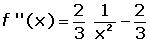 f "(x)=2/3 1/x² − 2/3